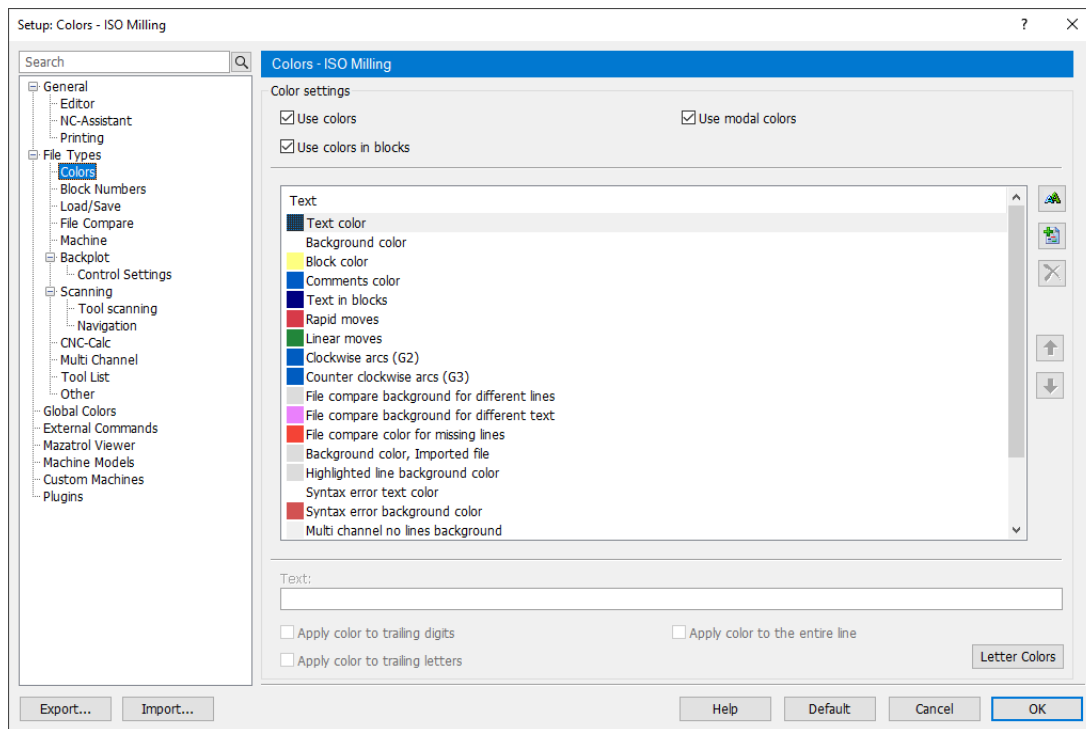 Setup: Colors - ISO Milling
?
Search
General
Editor
NC-Assistant
Printing
File Types
Colors
Block Numbers
Load/Save
File Compare
Machine
Backplot
Control Settings
Scanning
Tool scanning
Navigation
CNC-Calc
Multi Channel
Tool List
Other
Global Colors
External Commands
Mazatrol Viewer
Machine Models
Custom Machines
Plugins
Colors - ISO Milling
Color settings
Use colors
Use modal colors
Use colors in blocks
Text
Text color
Background color
Block color
Comments color
Text in blocks
Rapid moves
Linear moves
Clockwise arcs (G2)
Counter clockwise arcs (G3)
File compare background for different lines
File compare background for different text
File compare color for missing lines
Background color, Imported file
Highlighted line background color
Syntax error text color
Syntax error background color
Multi channel no lines background
Text:
Apply color to trailing digits
Apply color to the entire line
Apply color to trailing letters
Letter Colors
Export...
Import...
Help
Default
Cancel
OK